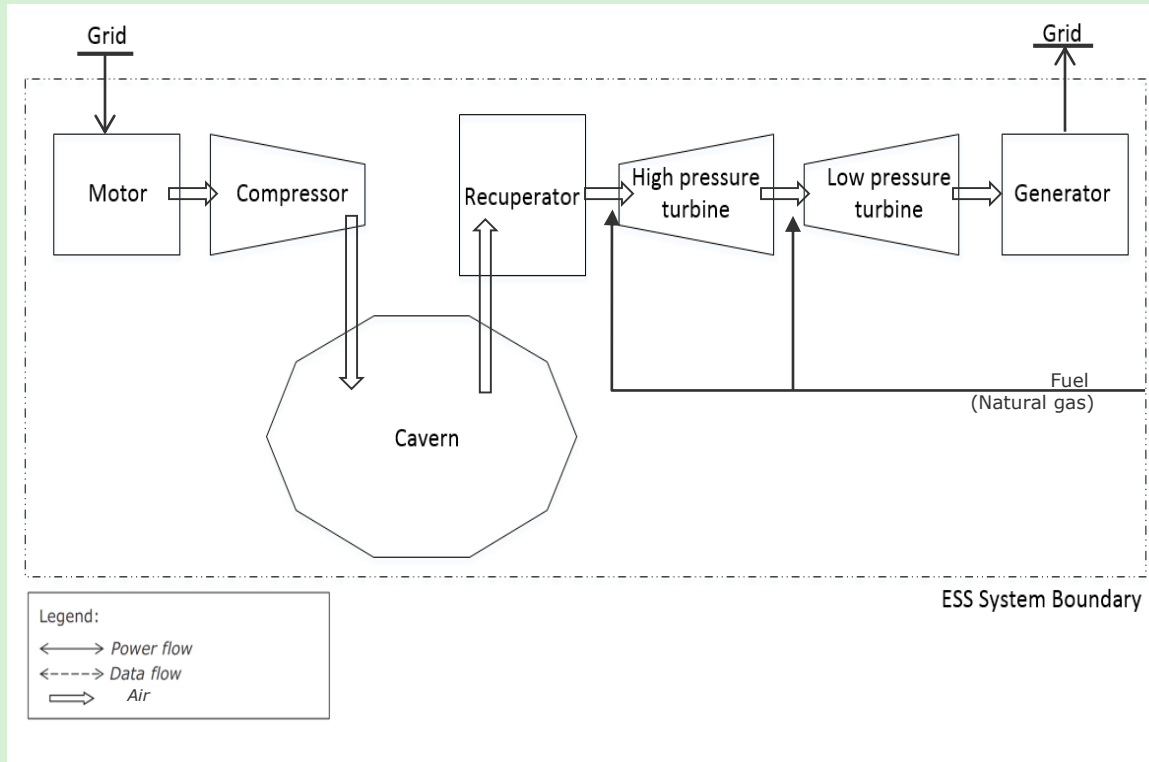 Grid
Grid
Motor
Compressor
Recuperator
High pressure
turbine
Low pressure
turbine
Generator
Fuel
(Natural gas)
Cavern
ESS System Boundary
Legend:
Power flow
Data flow
Air